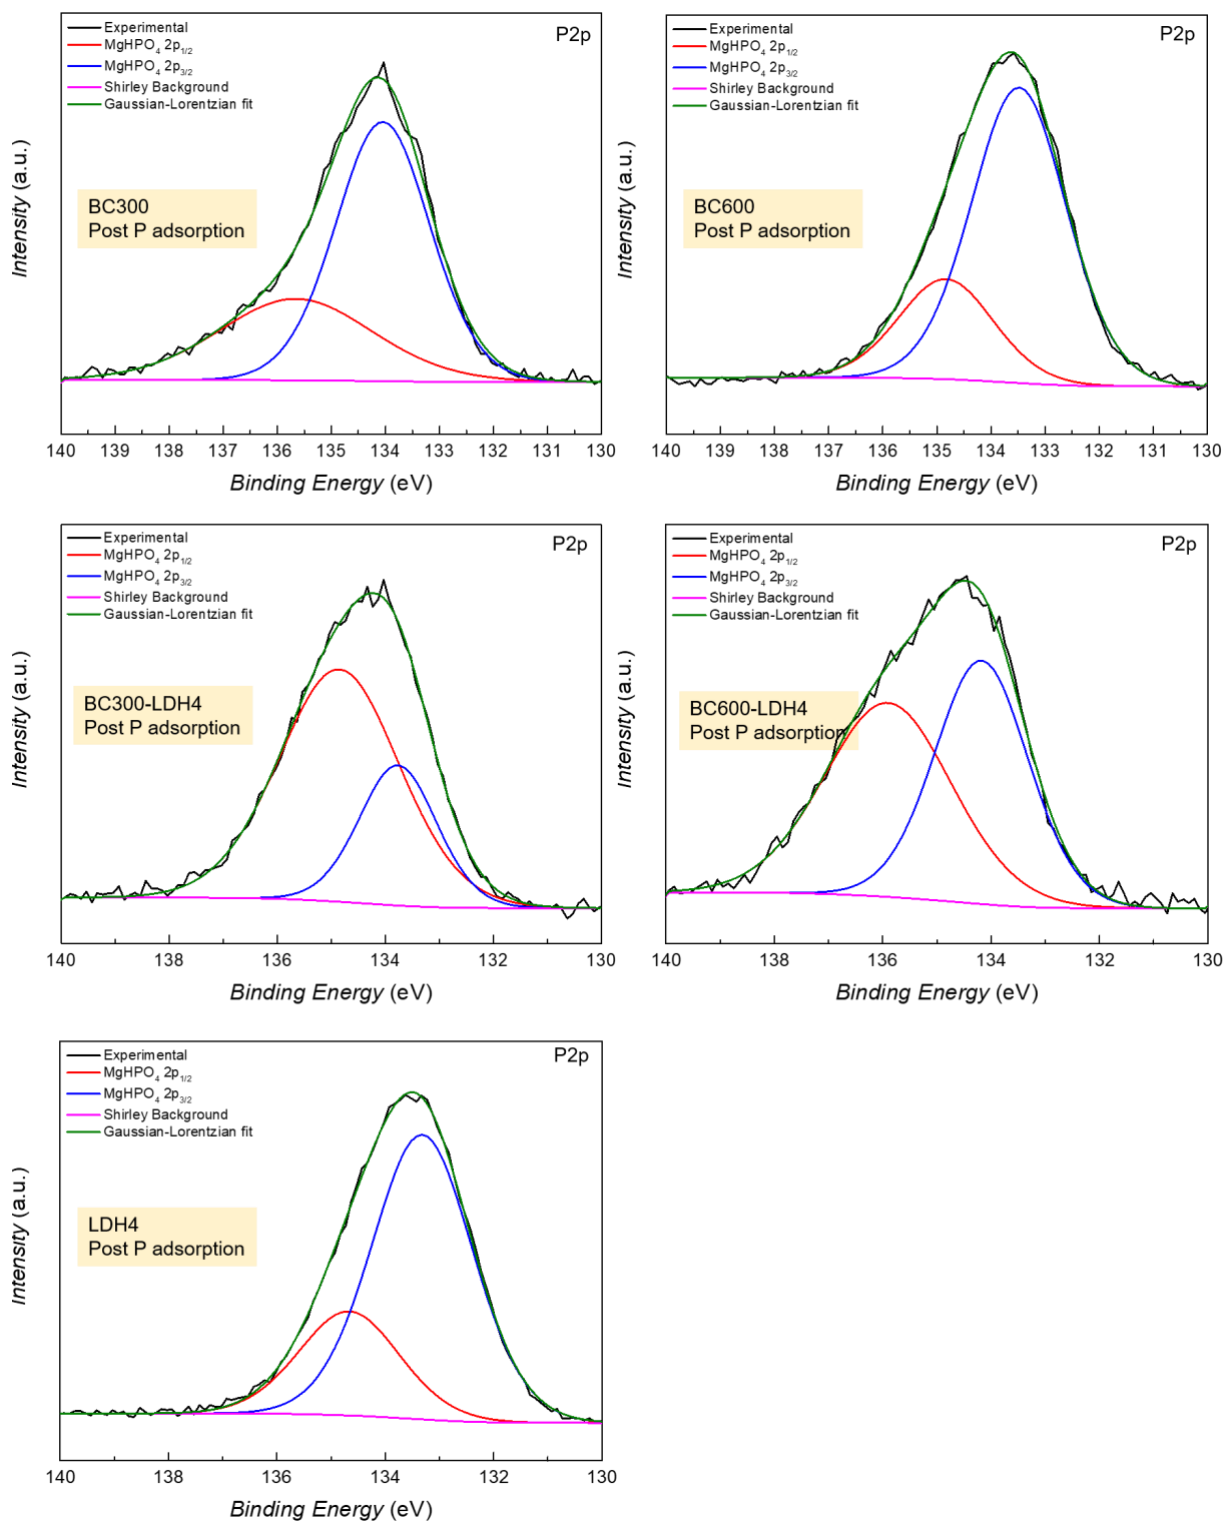 Experimental
MgHPO₄ 2p₁/₂
MgHPO₄ 2p₃/₂
Shirley Background
Gaussian-Lorentzian fit
P2p
BC300
Post P adsorption
Intensity (a.u.)
140 139 138 137 136 135 134 133 132 131 130
Binding Energy (eV)
Experimental
MgHPO₄ 2p₁/₂
MgHPO₄ 2p₃/₂
Shirley Background
Gaussian-Lorentzian fit
P2p
BC600
Post P adsorption
Intensity (a.u.)
140 139 138 137 136 135 134 133 132 131 130
Binding Energy (eV)
Experimental
MgHPO₄ 2p₁/₂
MgHPO₄ 2p₃/₂
Shirley Background
Gaussian-Lorentzian fit
P2p
BC300-LDH4
Post P adsorption
Intensity (a.u.)
140 138 136 134 132 130
Binding Energy (eV)
Experimental
MgHPO₄ 2p₁/₂
MgHPO₄ 2p₃/₂
Shirley Background
Gaussian-Lorentzian fit
P2p
BC600-LDH4
Post P adsorption
Intensity (a.u.)
140 138 136 134 132 130
Binding Energy (eV)
Experimental
MgHPO₄ 2p₁/₂
MgHPO₄ 2p₃/₂
Shirley Background
Gaussian-Lorentzian fit
P2p
LDH4
Post P adsorption
Intensity (a.u.)
140 138 136 134 132 130
Binding Energy (eV)